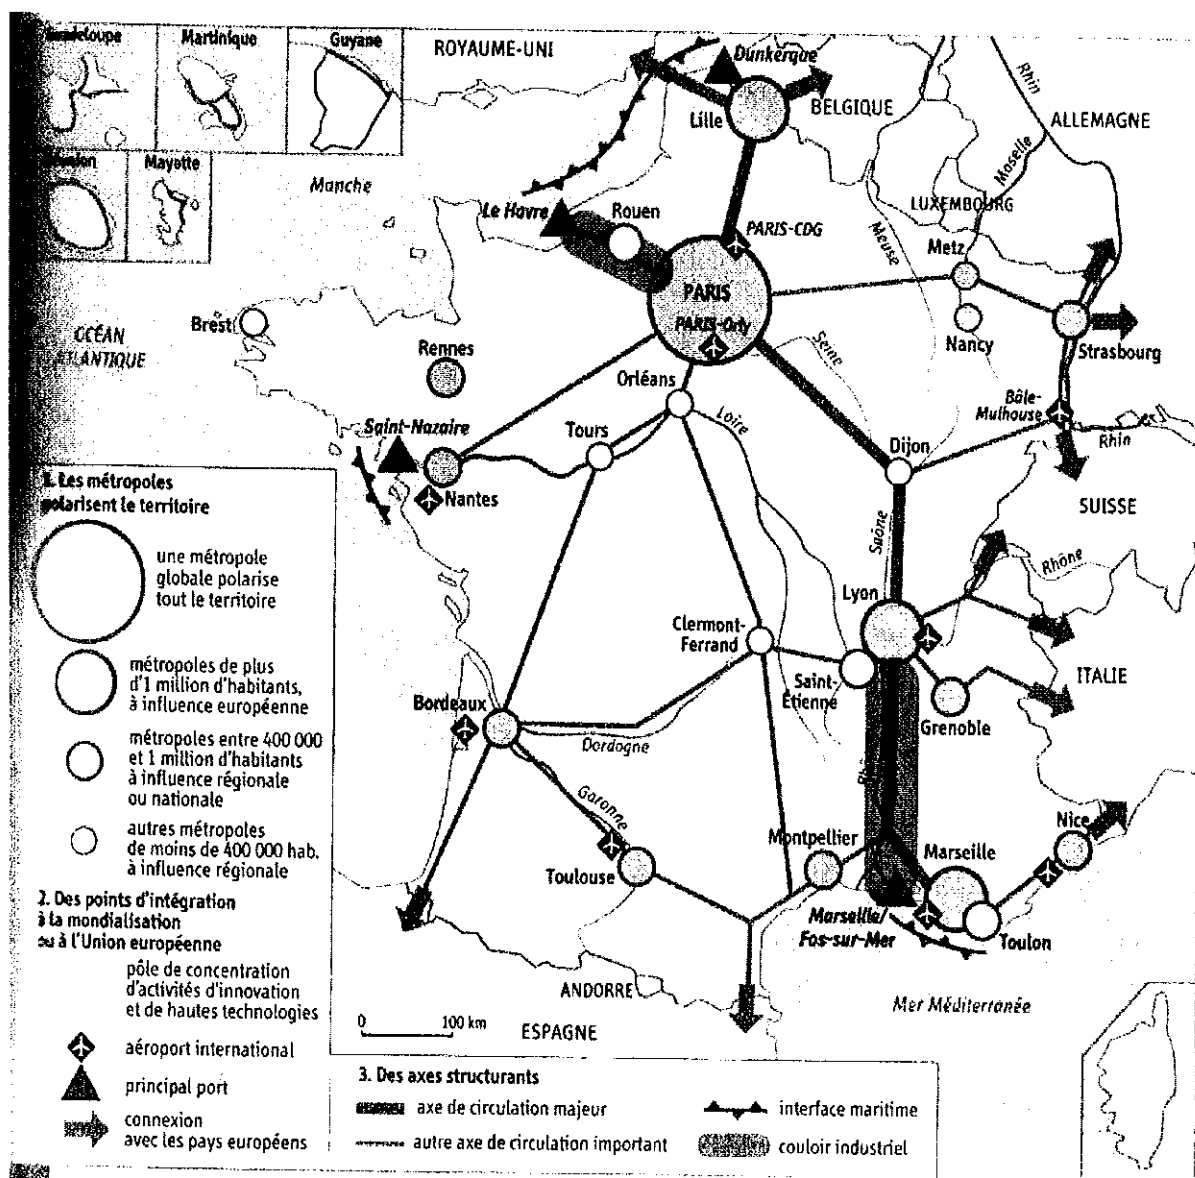 Guadeloupe
Martinique
Guyane
Réunion
Mayotte
ROYAUME-UNI
Dunkerque
Lille
BELGIQUE
Rhin
ALLEMAGNE
Moselle
LUXEMBOURG
Manche
Le Havre
Rouen
PARIS-CDG
Meuse
Metz
PARIS
PARIS-Orly
Nancy
Strasbourg
Brest
OCÉAN
ATLANTIQUE
Rennes
Seine
Orléans
Loire
Bâle-
Mulhouse
Rhin
Saint-Nazaire
Tours
Dijon
Nantes
SUISSE
Saône
Rhône
Lyon
Clermont-
Ferrand
Saint-
Étienne
ITALIE
Grenoble
Bordeaux
Dordogne
Garonne
Montpellier
Nice
Marseille
Toulouse
Marseille/
Fos-sur-Mer
Toulon
ANDORRE
Mer Méditerranée
0 100 km
ESPAGNE
1. Les métropoles
polarisent le territoire
une métropole
globale polarise
tout le territoire
métropoles de plus
d'1 million d'habitants,
à influence européenne
métropoles entre 400 000
et 1 million d'habitants
à influence régionale
ou nationale
autres métropoles
de moins de 400 000 hab.
à influence régionale
2. Des points d'intégration
à la mondialisation
ou à l'Union européenne
pôle de concentration
d'activités d'innovation
et de hautes technologies
aéroport international
principal port
connexion
avec les pays européens
3. Des axes structurants
axe de circulation majeur
autre axe de circulation important
interface maritime
couloir industriel